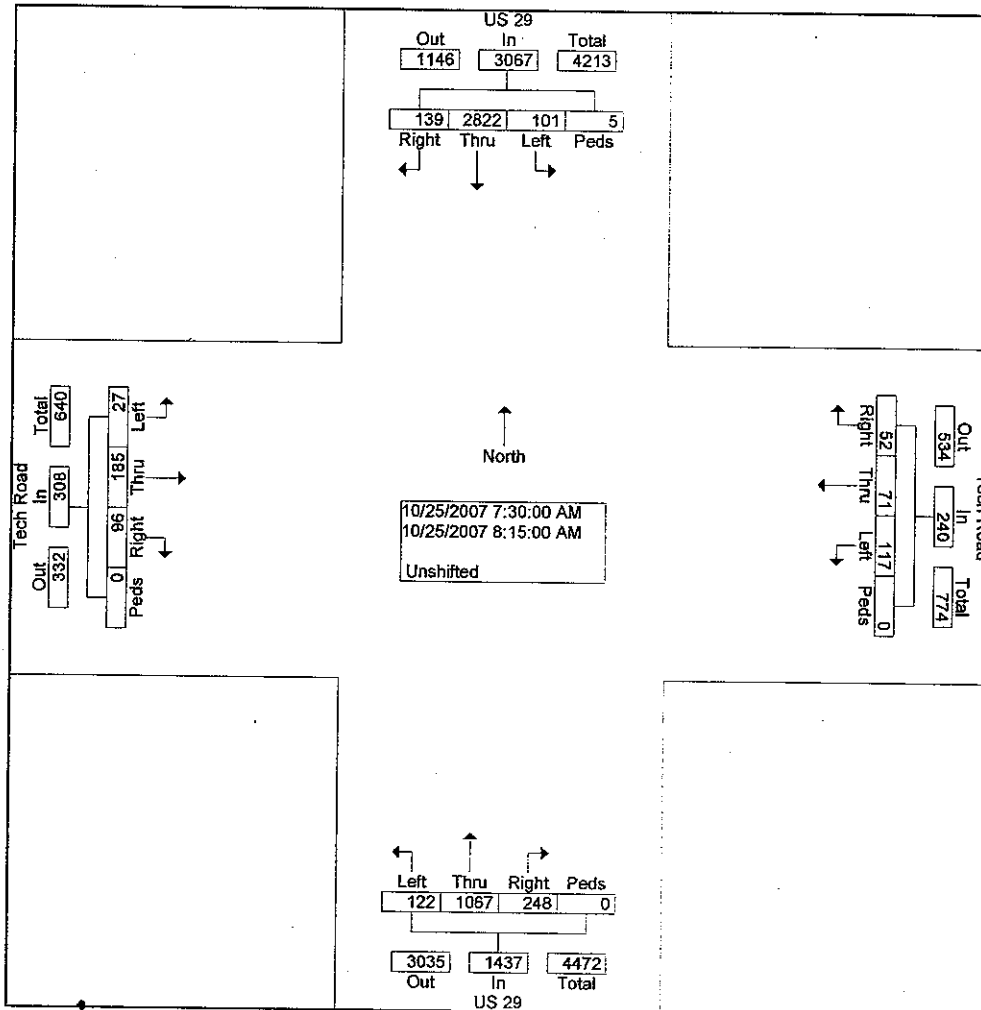 US 29
Out In Total
1146 3067 4213
139 2822 101 5
Right Thru Left Peds
Total In Out
640 308 332
27 185 96 0
Left Thru Right Peds
Tech Road
North
10/25/2007 7:30:00 AM
10/25/2007 8:15:00 AM
Unshifted
Right Thru Left Peds
52 71 117 0
Out In Total
534 240 774
Road
Left Thru Right Peds
122 1067 248 0
3035 1437 4472
Out In Total
US 29